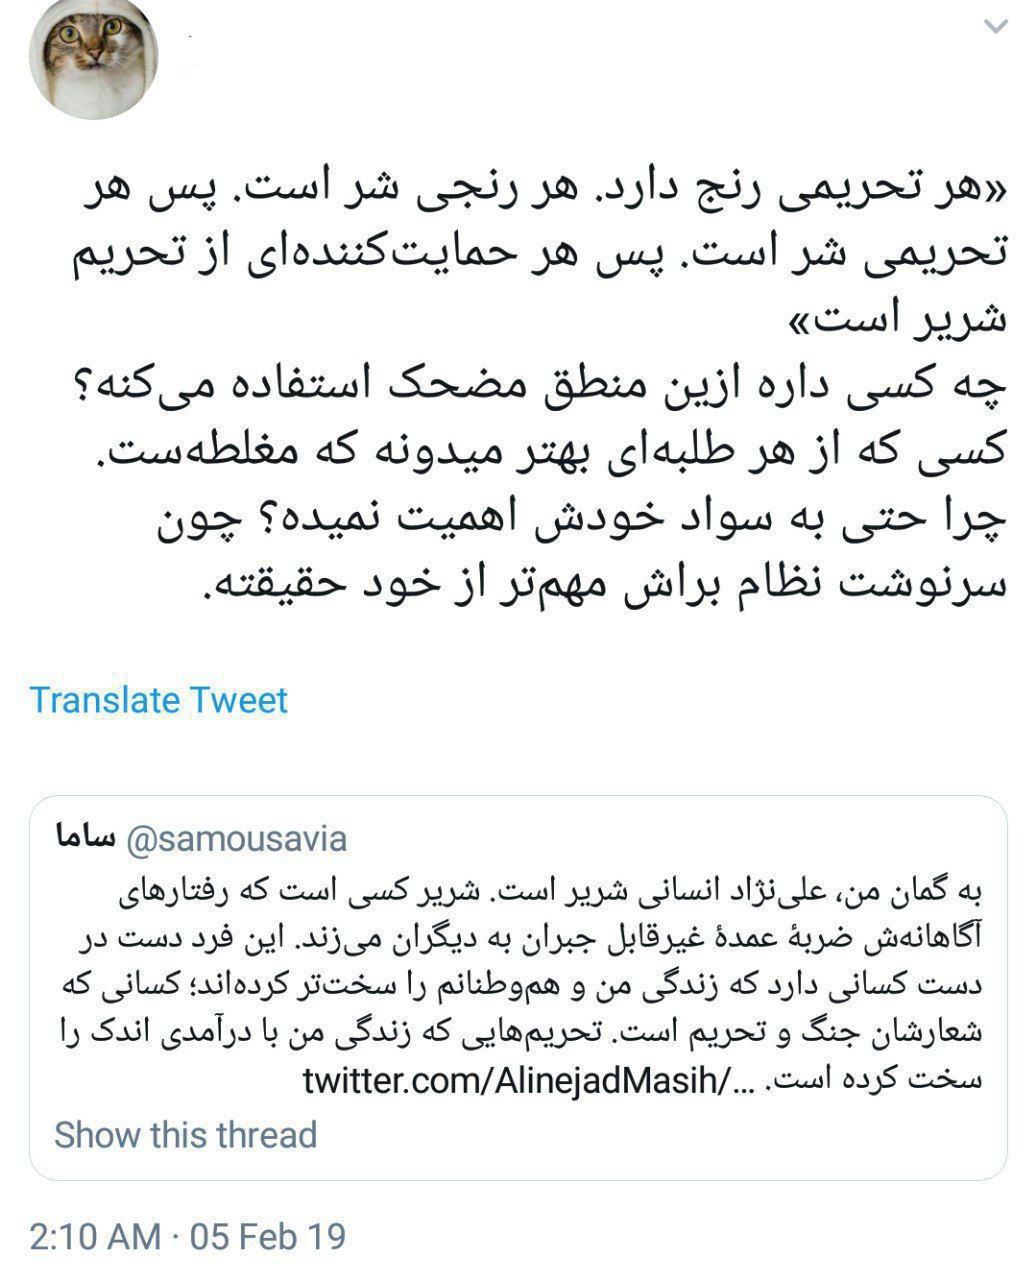 «هر تحریمی رنج دارد. هر رنجی شر است. پس هر
تحریمی شر است. پس هر حمایت‌کننده‌ای از تحریم
شریر است»
چه کسی داره ازین منطق مضحک استفاده می‌کنه؟
کسی که از هر طلبه‌ای بهتر میدونه که مغلطه‌ست.
چرا حتی به سواد خودش اهمیت نمیده؟ چون
سرنوشت نظام براش مهم‌تر از خود حقیقته.
Translate Tweet
ساما @samousavia
به گمان من، علی‌نژاد انسانی شریر است. شریر کسی است که رفتارهای
آگاهانه‌ش ضربهٔ عمدهٔ غیرقابل جبران به دیگران می‌زند. این فرد دست در
دست کسانی دارد که زندگی من و هم‌وطنانم را سخت‌تر کرده‌اند؛ کسانی که
شعارشان جنگ و تحریم است. تحریم‌هایی که زندگی من با درآمدی اندک را
سخت کرده است. twitter.com/AlinejadMasih/…
Show this thread
2:10 AM · 05 Feb 19